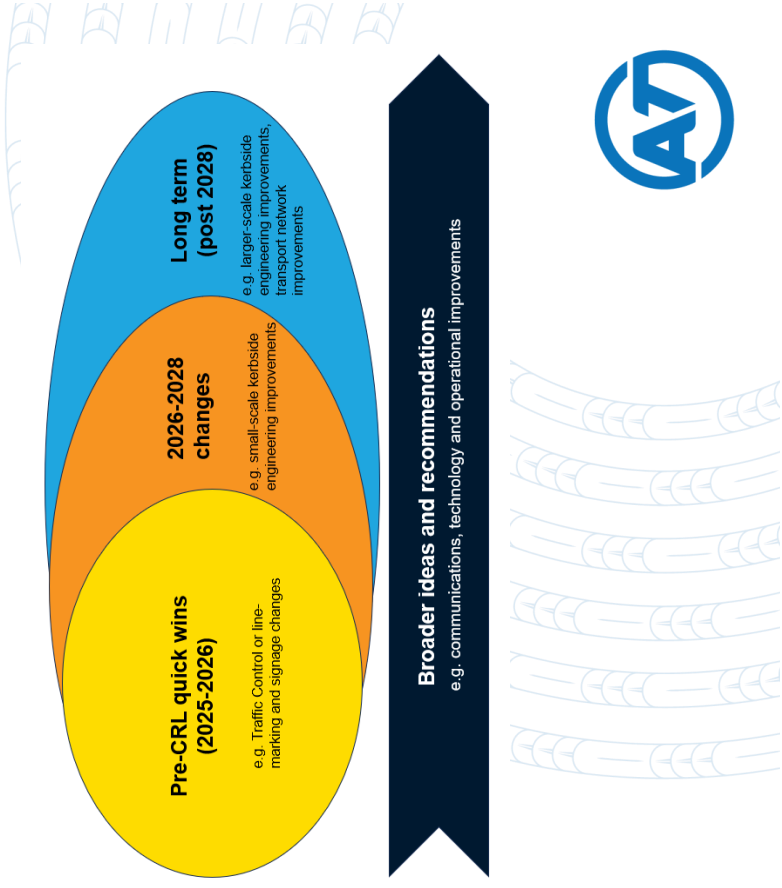 Pre-CRL quick wins
(2025-2026)
e.g. Traffic Control or line-
marking and signage changes
2026-2028
changes
e.g. small-scale kerbside
engineering improvements
Long term
(post 2028)
e.g. larger-scale kerbside
engineering improvements,
transport network
improvements
Broader ideas and recommendations
e.g. communications, technology and operational improvements
AT